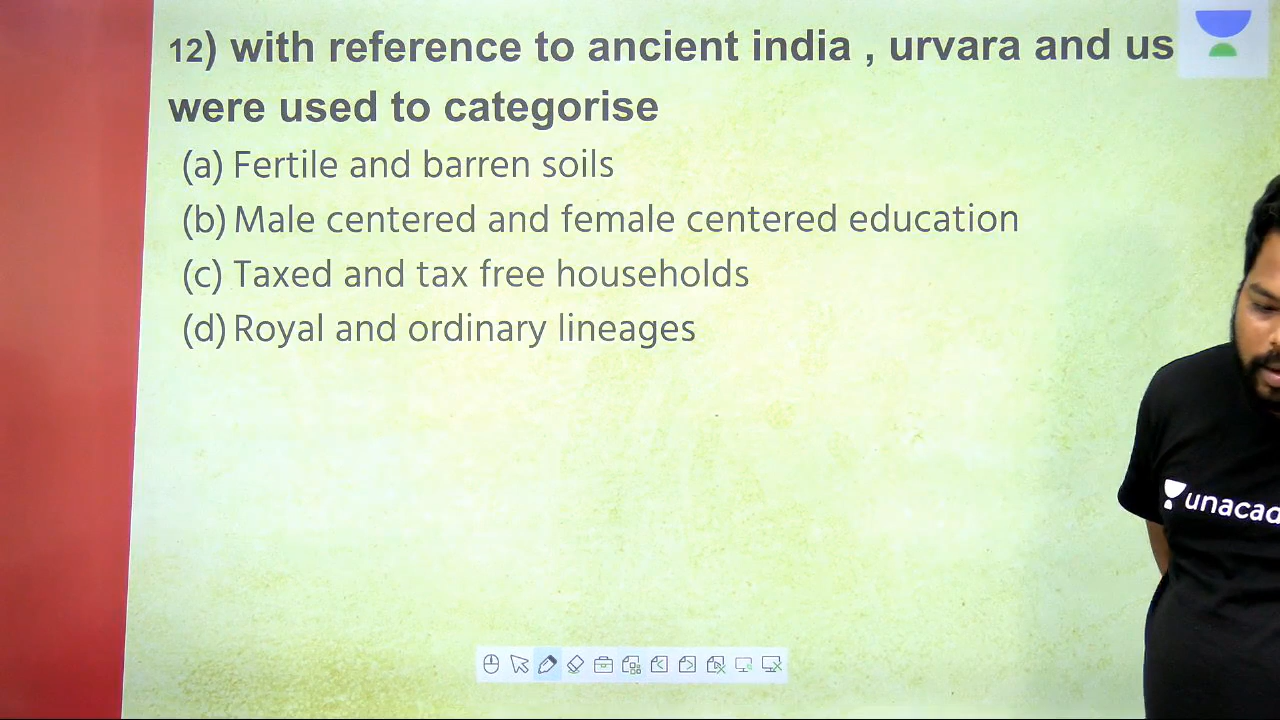 12) with reference to ancient india , urvara and us
were used to categorise
(a) Fertile and barren soils
(b) Male centered and female centered education
(c) Taxed and tax free households
(d) Royal and ordinary lineages
unacad